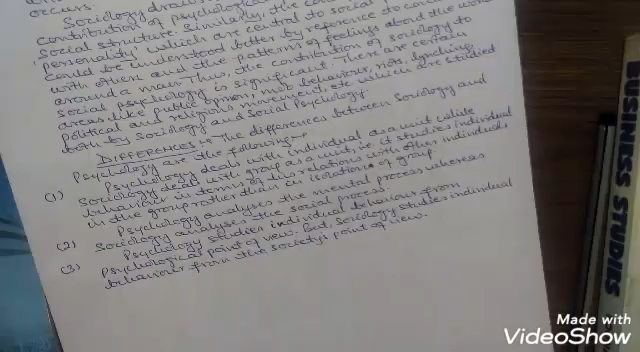 occurs.
Sociology draws
contribution of psychological
social structure. Similarly, the con
'personality' which are central to social
could be understood better by reference to
with others and the patterns of feelings about the world
around a man. Thus, the contribution of sociology to
social psychology is significant. There are certain
areas like public opinion, mob behaviour, riots, lynching,
political and religious movement, etc which are studied
both by Sociology and Social Psychology.
DIFFERENCES :- The differences between Sociology and
Psychology are the following:-
(1) Psychology deals with individual as a unit while
Sociology deals with group as a unit, i.e. it studies individual
behaviour in terms of his relations with other individuals
in the group rather than in isolation of group.
(2) Psychology analyses the mental process whereas
Sociology analyses the social process.
(3) Psychology studies individual behaviour from
Psychological point of view. But, Sociology studies individual
behaviour from the society's point of view.
BUSINESS STUDIES
Made with
VideoShow